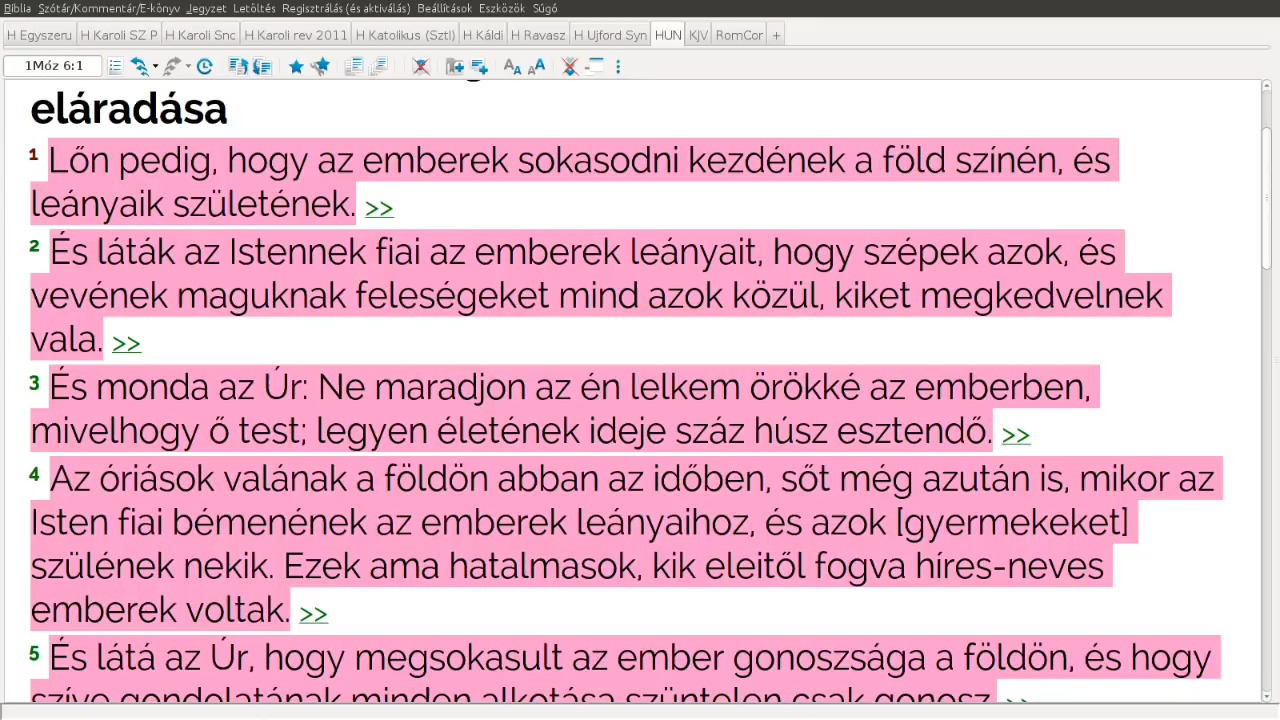 Biblia Szótár/Kommentár/E-könyv Jegyzet Letöltés Regisztrálás (és aktiválás) Beállítások Eszközök Súgó
H Egyszeru H Karoli SZ P H Karoli Snc H Karoli rev 2011 H Katolikus (Sztl) H Káldi H Ravasz H Ujford Syn HUN KJV RomCor +
1Móz 6:1
eláradása
1 Lőn pedig, hogy az emberek sokasodni kezdének a föld színén, és
leányaik születének. >>
2 És láták az Istennek fiai az emberek leányait, hogy szépek azok, és
vevének maguknak feleségeket mind azok közül, kiket megkedvelnek
vala. >>
3 És monda az Úr: Ne maradjon az én lelkem örökké az emberben,
mivelhogy ő test; legyen életének ideje száz húsz esztendő. >>
4 Az óriások valának a földön abban az időben, sőt még azután is, mikor az
Isten fiai bémenének az emberek leányaihoz, és azok [gyermekeket]
szülének nekik. Ezek ama hatalmasok, kik eleitől fogva híres-neves
emberek voltak. >>
5 És látá az Úr, hogy megsokasult az ember gonoszsága a földön, és hogy
szíve gondolatának minden alkotása szüntelen csak gonosz. >>